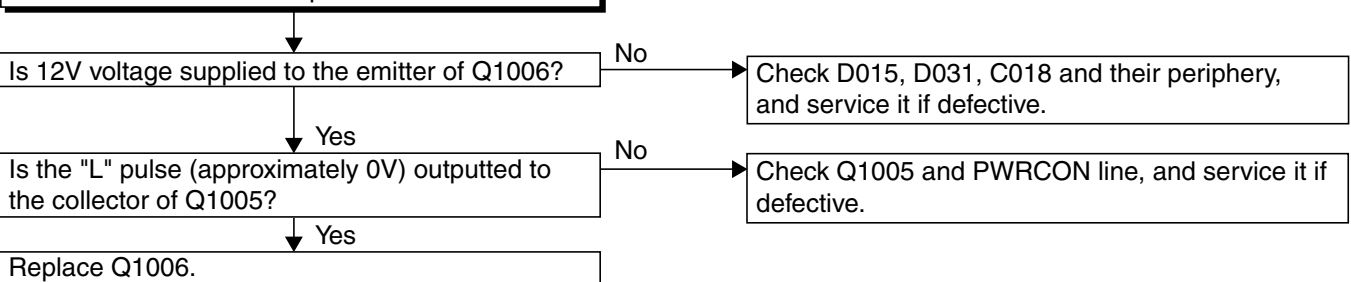 Is 12V voltage supplied to the emitter of Q1006?
No
Check D015, D031, C018 and their periphery,
and service it if defective.
Yes
Is the "L" pulse (approximately 0V) outputted to
the collector of Q1005?
No
Check Q1005 and PWRCON line, and service it if
defective.
Yes
Replace Q1006.